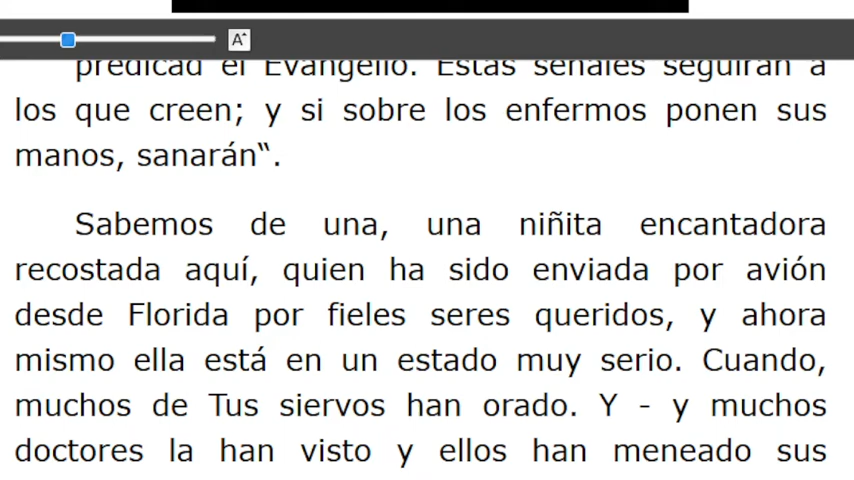 A
predicad el Evangelio. Estas señales seguirán a
los que creen; y si sobre los enfermos ponen sus
manos, sanarán“.
Sabemos de una, una niñita encantadora
recostada aquí, quien ha sido enviada por avión
desde Florida por fieles seres queridos, y ahora
mismo ella está en un estado muy serio. Cuando,
muchos de Tus siervos han orado. Y - y muchos
doctores la han visto y ellos han meneado sus